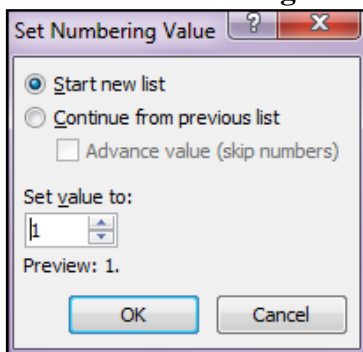 Set Numbering Value ? X
Start new list
Continue from previous list
Advance value (skip numbers)
Set value to:
1
Preview: 1.
OK Cancel